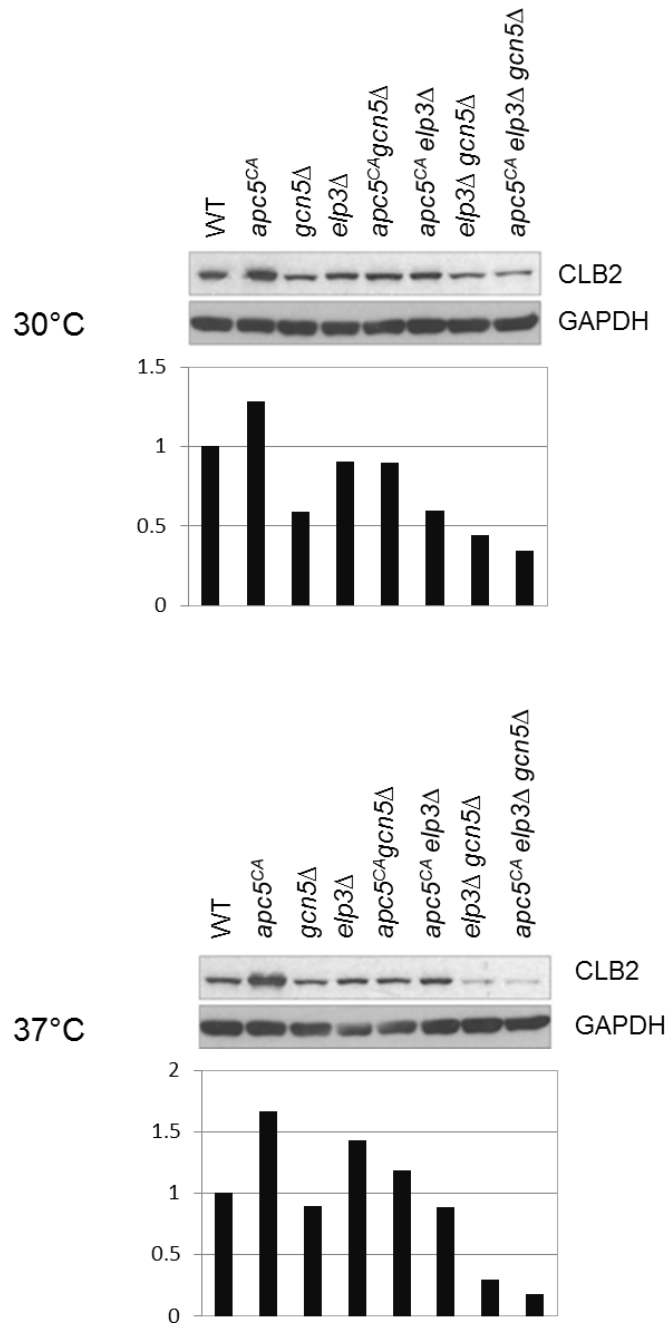 WT
apc5CA
gcn5Δ
elp3Δ
apc5CAgcn5Δ
apc5CA elp3Δ
elp3Δ gcn5Δ
apc5CA elp3Δ gcn5Δ
CLB2
30°C
GAPDH
1.5
1
0.5
0
WT
apc5CA
gcn5Δ
elp3Δ
apc5CAgcn5Δ
apc5CA elp3Δ
elp3Δ gcn5Δ
apc5CA elp3Δ gcn5Δ
CLB2
37°C
GAPDH
2
1.5
1
0.5
0